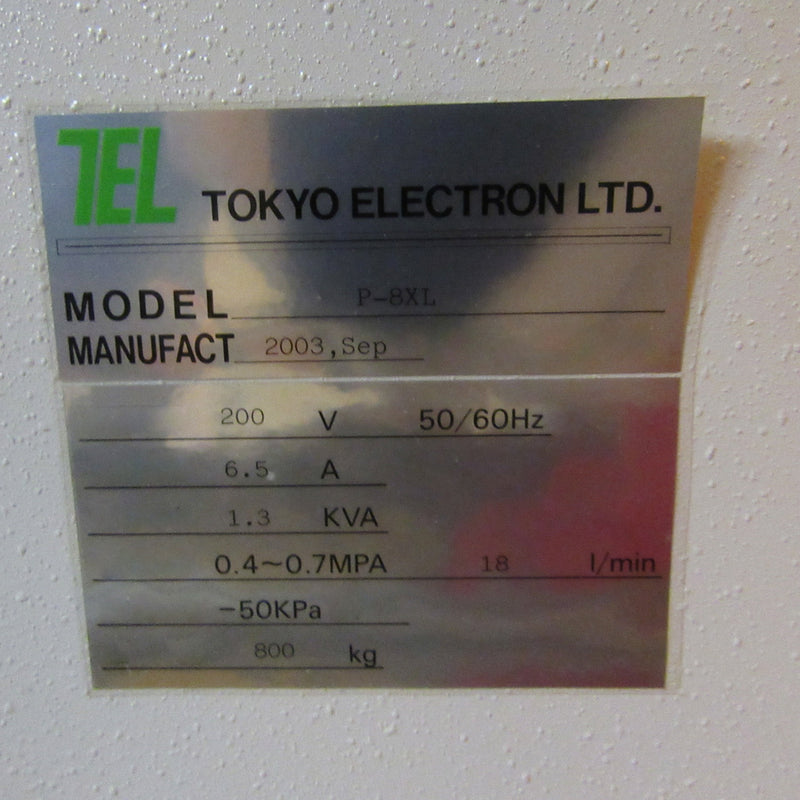 TEL TOKYO ELECTRON LTD.
MODEL P-8XL
MANUFACT 2003,Sep
200 V 50/60Hz
6.5 A
1.3 KVA
0.4~0.7MPA 18 l/min
-50KPa
800 kg